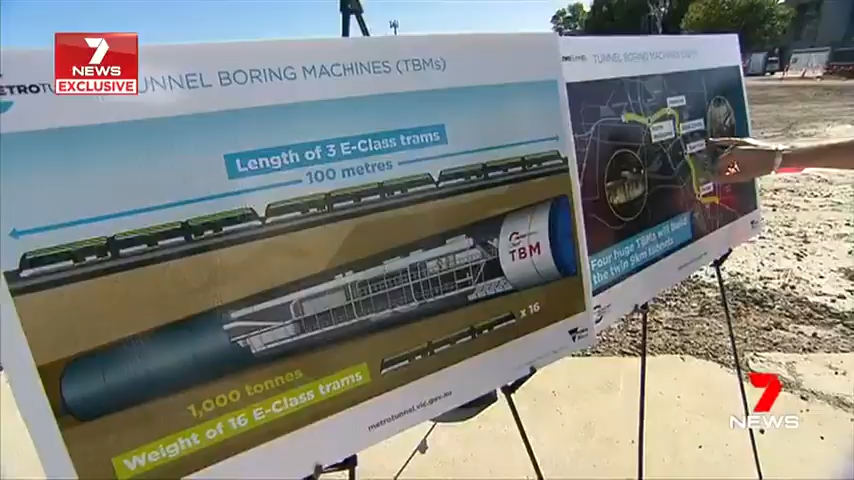 7
NEWS
EXCLUSIVE
TUNNEL BORING MACHINES (TBMs)
Length of 3 E-Class trams
100 metres
TBM
x 16
1,000 tonnes
Weight of 16 E-Class trams
metrotunnel.vic.gov.au
TUNNEL BORING MACHINES
Four huge TBMs will build
the twin 9km tunnels
7
NEWS